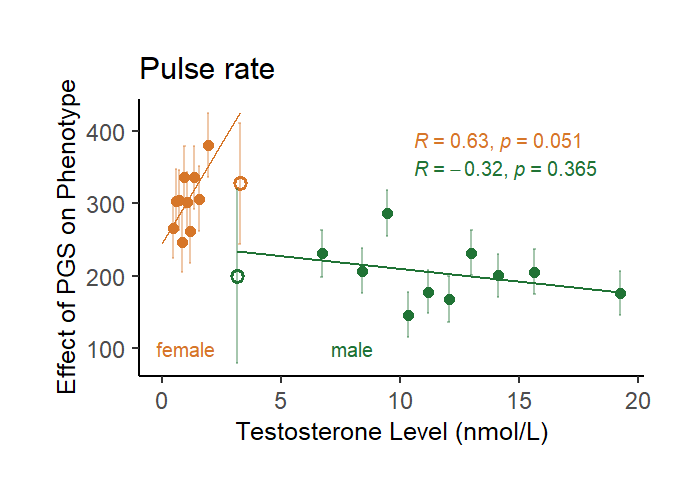 Pulse rate
Effect of PGS on Phenotype
400
300
200
100
R = 0.63, p = 0.051
R = −0.32, p = 0.365
female
male
0 5 10 15 20
Testosterone Level (nmol/L)